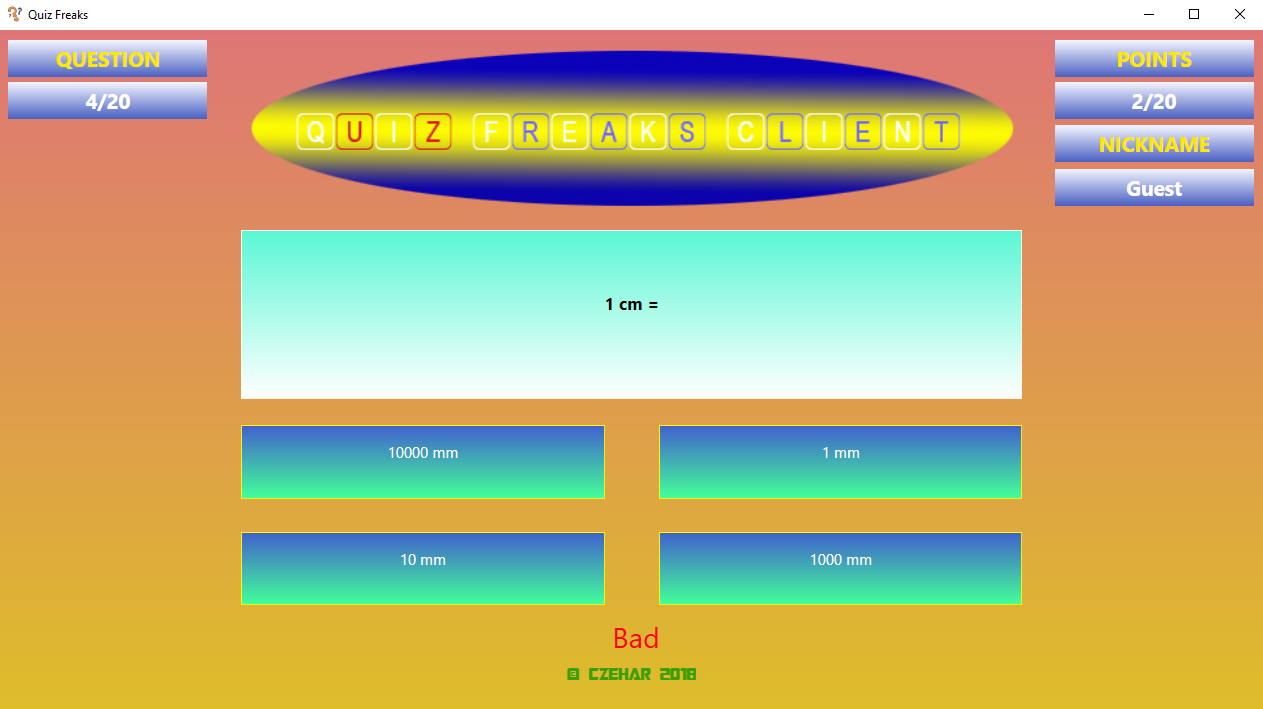 Quiz Freaks
QUESTION
4/20
QUIZ FREAKS CLIENT
POINTS
2/20
NICKNAME
Guest
1 cm =
10000 mm
1 mm
10 mm
1000 mm
Bad
© CZEHAR 2018